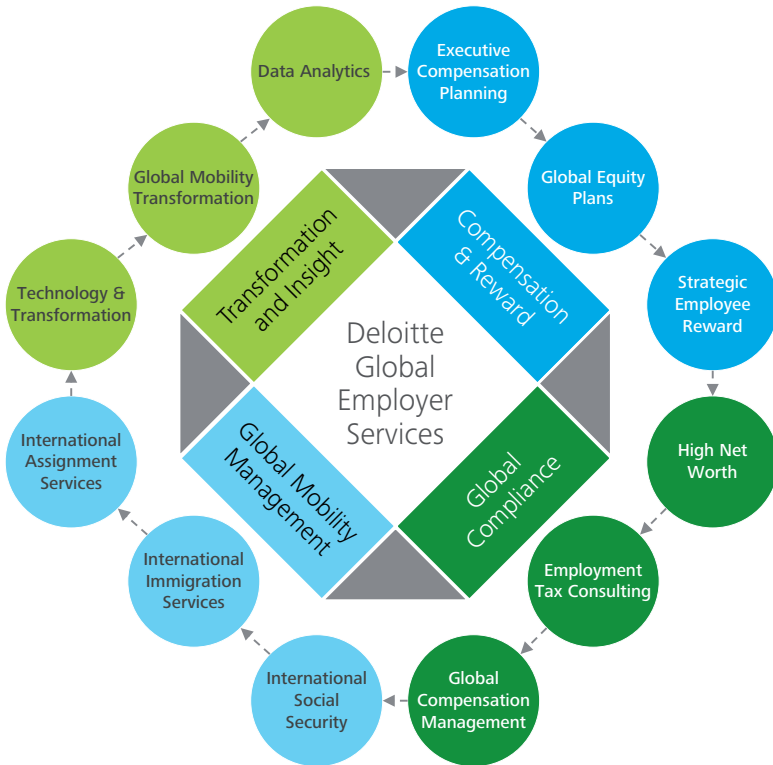 Data Analytics
Executive
Compensation
Planning
Global Mobility
Transformation
Global Equity
Plans
Technology &
Transformation
Strategic
Employee
Reward
Transformation
and Insight
Compensation
& Reward
Deloitte
Global
Employer
Services
Global Mobility
Management
Global
Compliance
International
Assignment
Services
High Net
Worth
International
Immigration
Services
Employment
Tax Consulting
International
Social
Security
Global
Compensation
Management